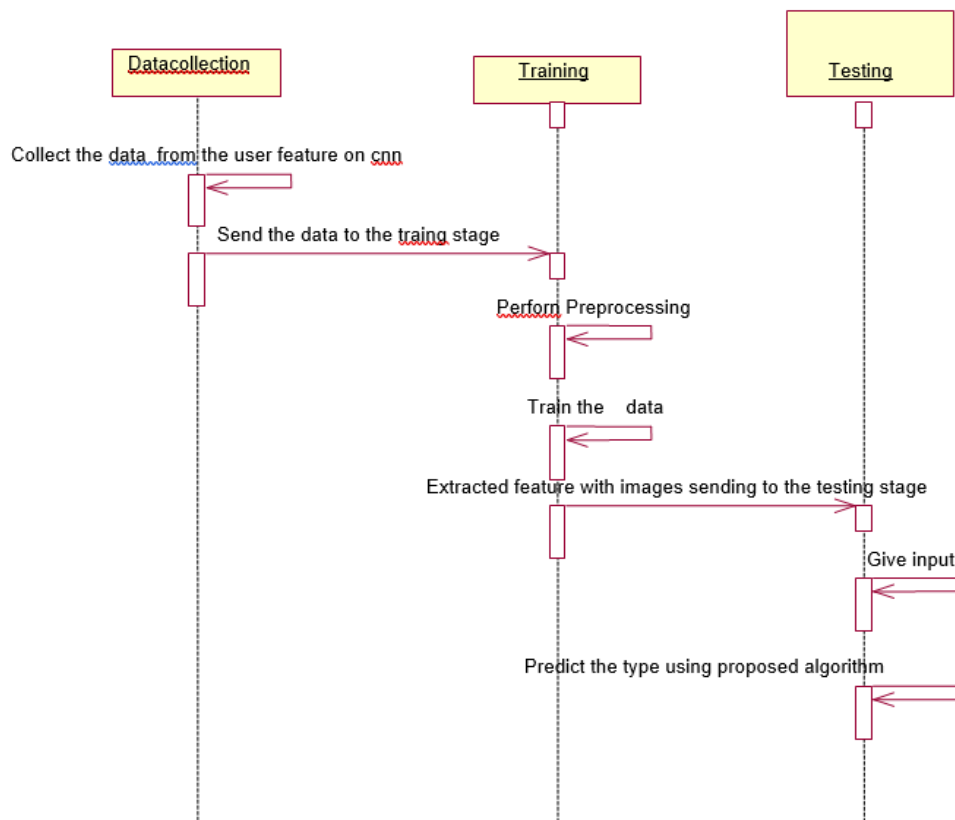 Datacollection
Training
Testing
Collect the data  from the user feature on cnn
Send the data to the traing stage
Perforn Preprocessing
Train the    data
Extracted feature with images sending to the testing stage
Give input
Predict the type using proposed algorithm